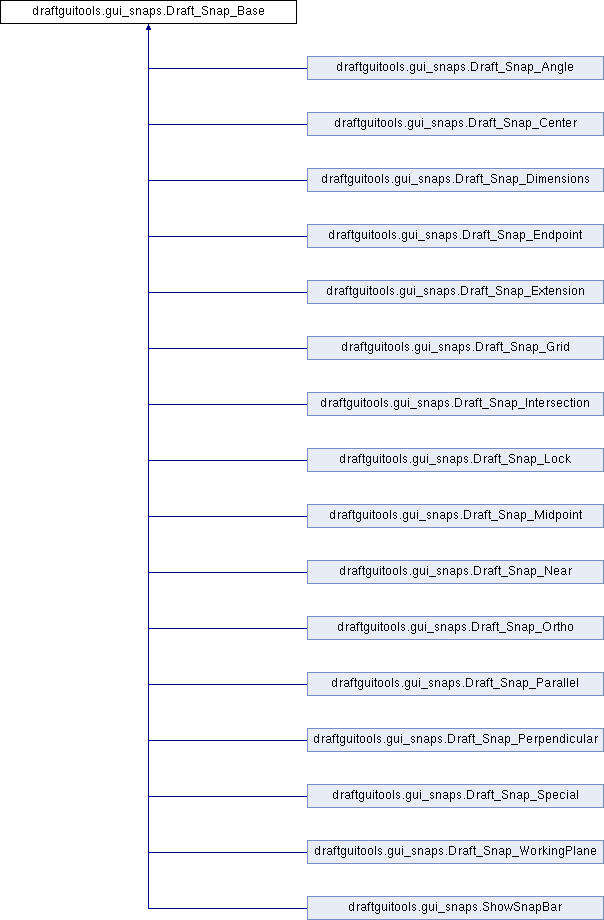 draftguitools.gui_snaps.Draft_Snap_Base
draftguitools.gui_snaps.Draft_Snap_Angle
draftguitools.gui_snaps.Draft_Snap_Center
draftguitools.gui_snaps.Draft_Snap_Dimensions
draftguitools.gui_snaps.Draft_Snap_Endpoint
draftguitools.gui_snaps.Draft_Snap_Extension
draftguitools.gui_snaps.Draft_Snap_Grid
draftguitools.gui_snaps.Draft_Snap_Intersection
draftguitools.gui_snaps.Draft_Snap_Lock
draftguitools.gui_snaps.Draft_Snap_Midpoint
draftguitools.gui_snaps.Draft_Snap_Near
draftguitools.gui_snaps.Draft_Snap_Ortho
draftguitools.gui_snaps.Draft_Snap_Parallel
draftguitools.gui_snaps.Draft_Snap_Perpendicular
draftguitools.gui_snaps.Draft_Snap_Special
draftguitools.gui_snaps.Draft_Snap_WorkingPlane
draftguitools.gui_snaps.ShowSnapBar